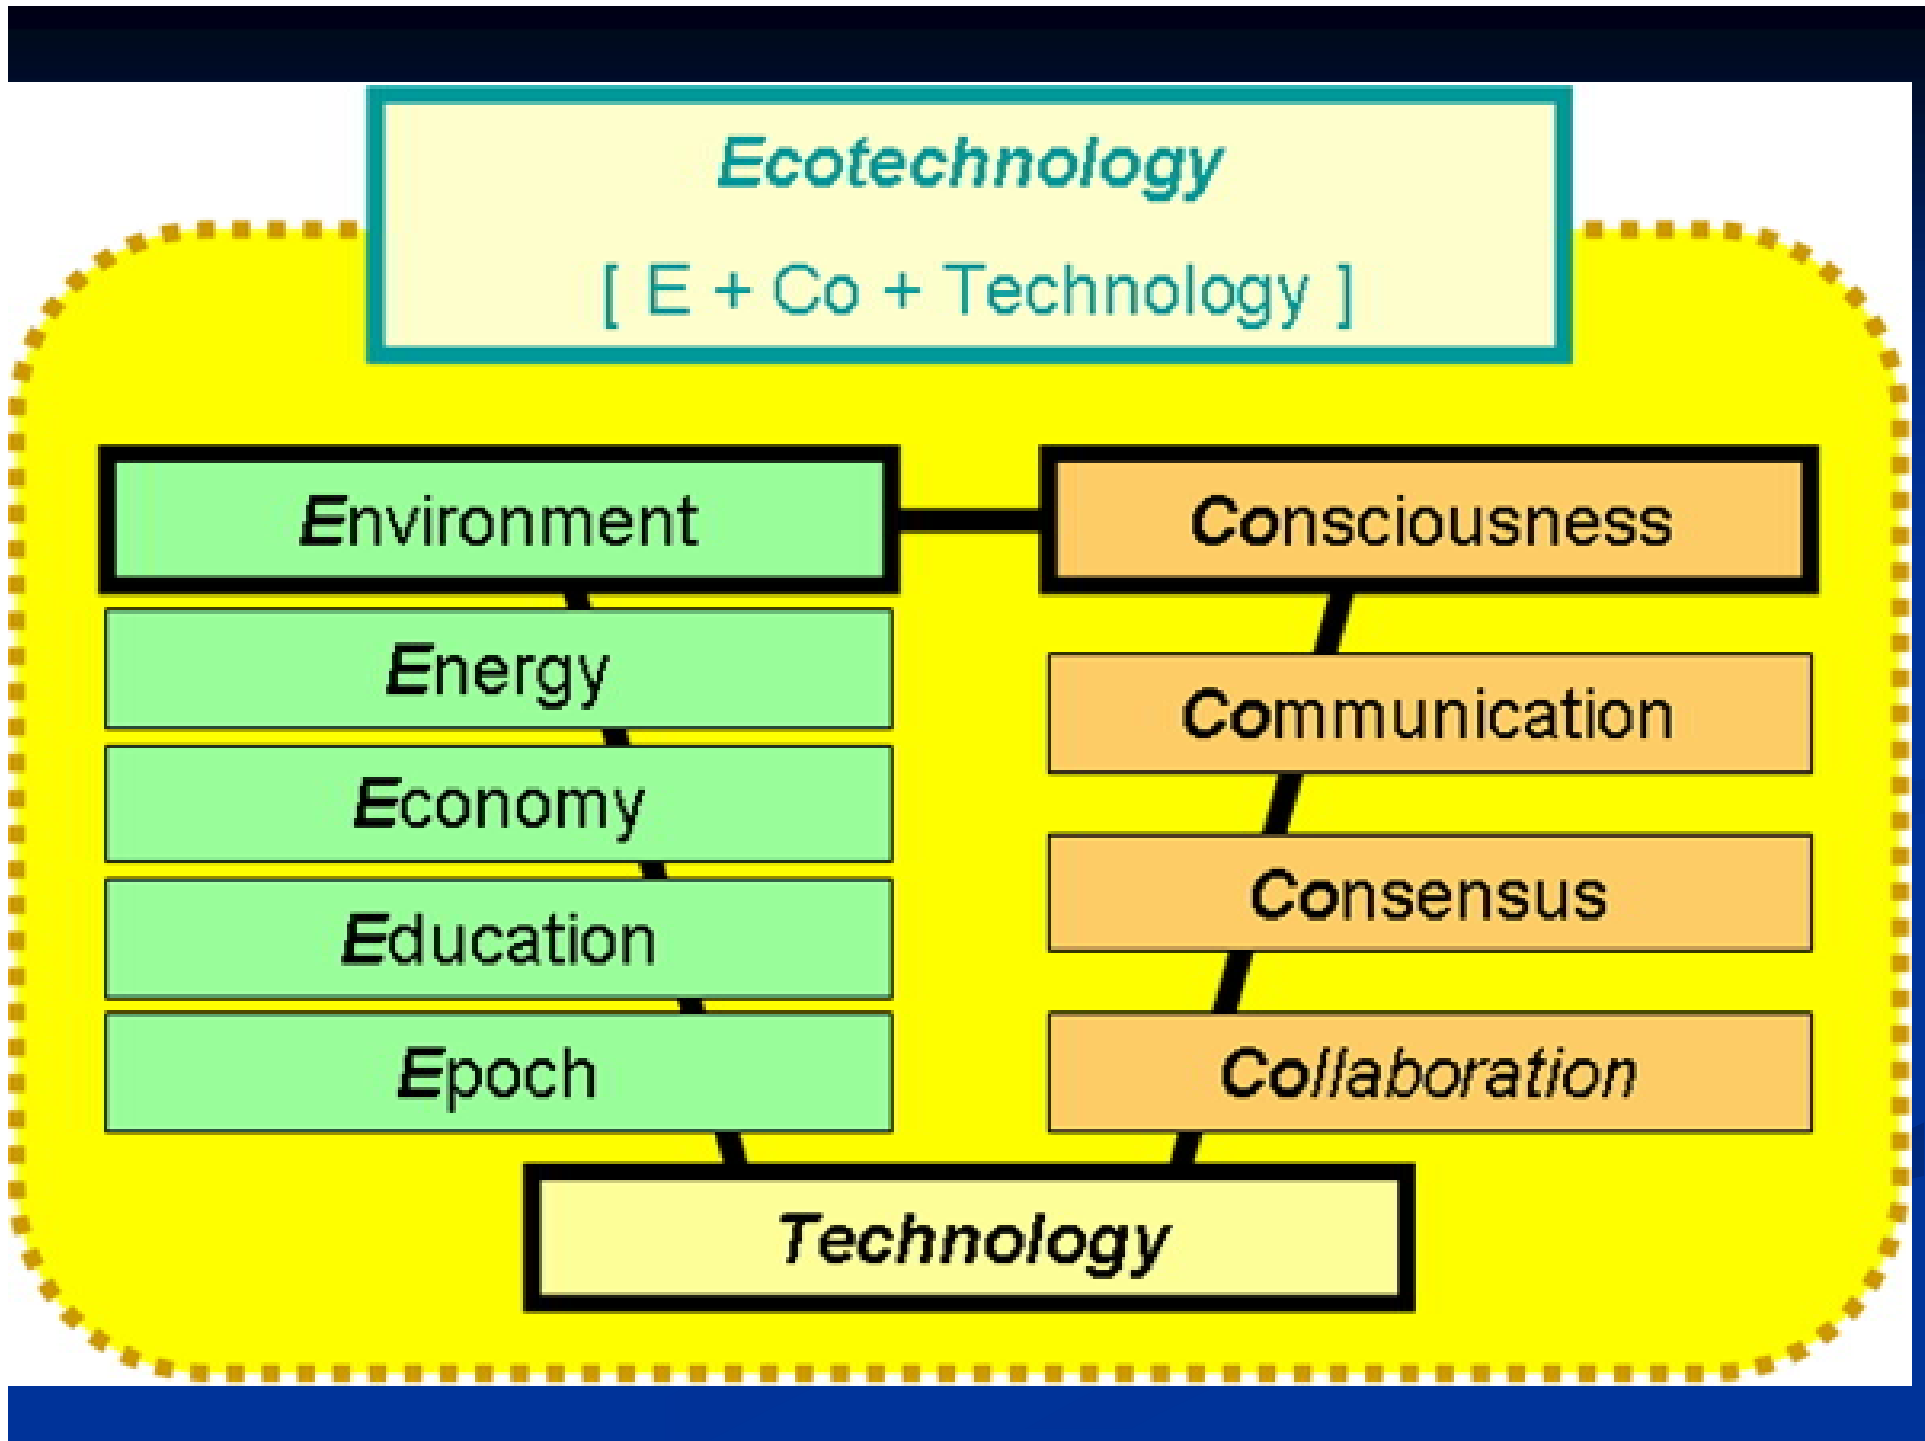 Ecotechnology
[ E + Co + Technology ]
Environment
Energy
Economy
Education
Epoch
Consciousness
Communication
Consensus
Collaboration
Technology